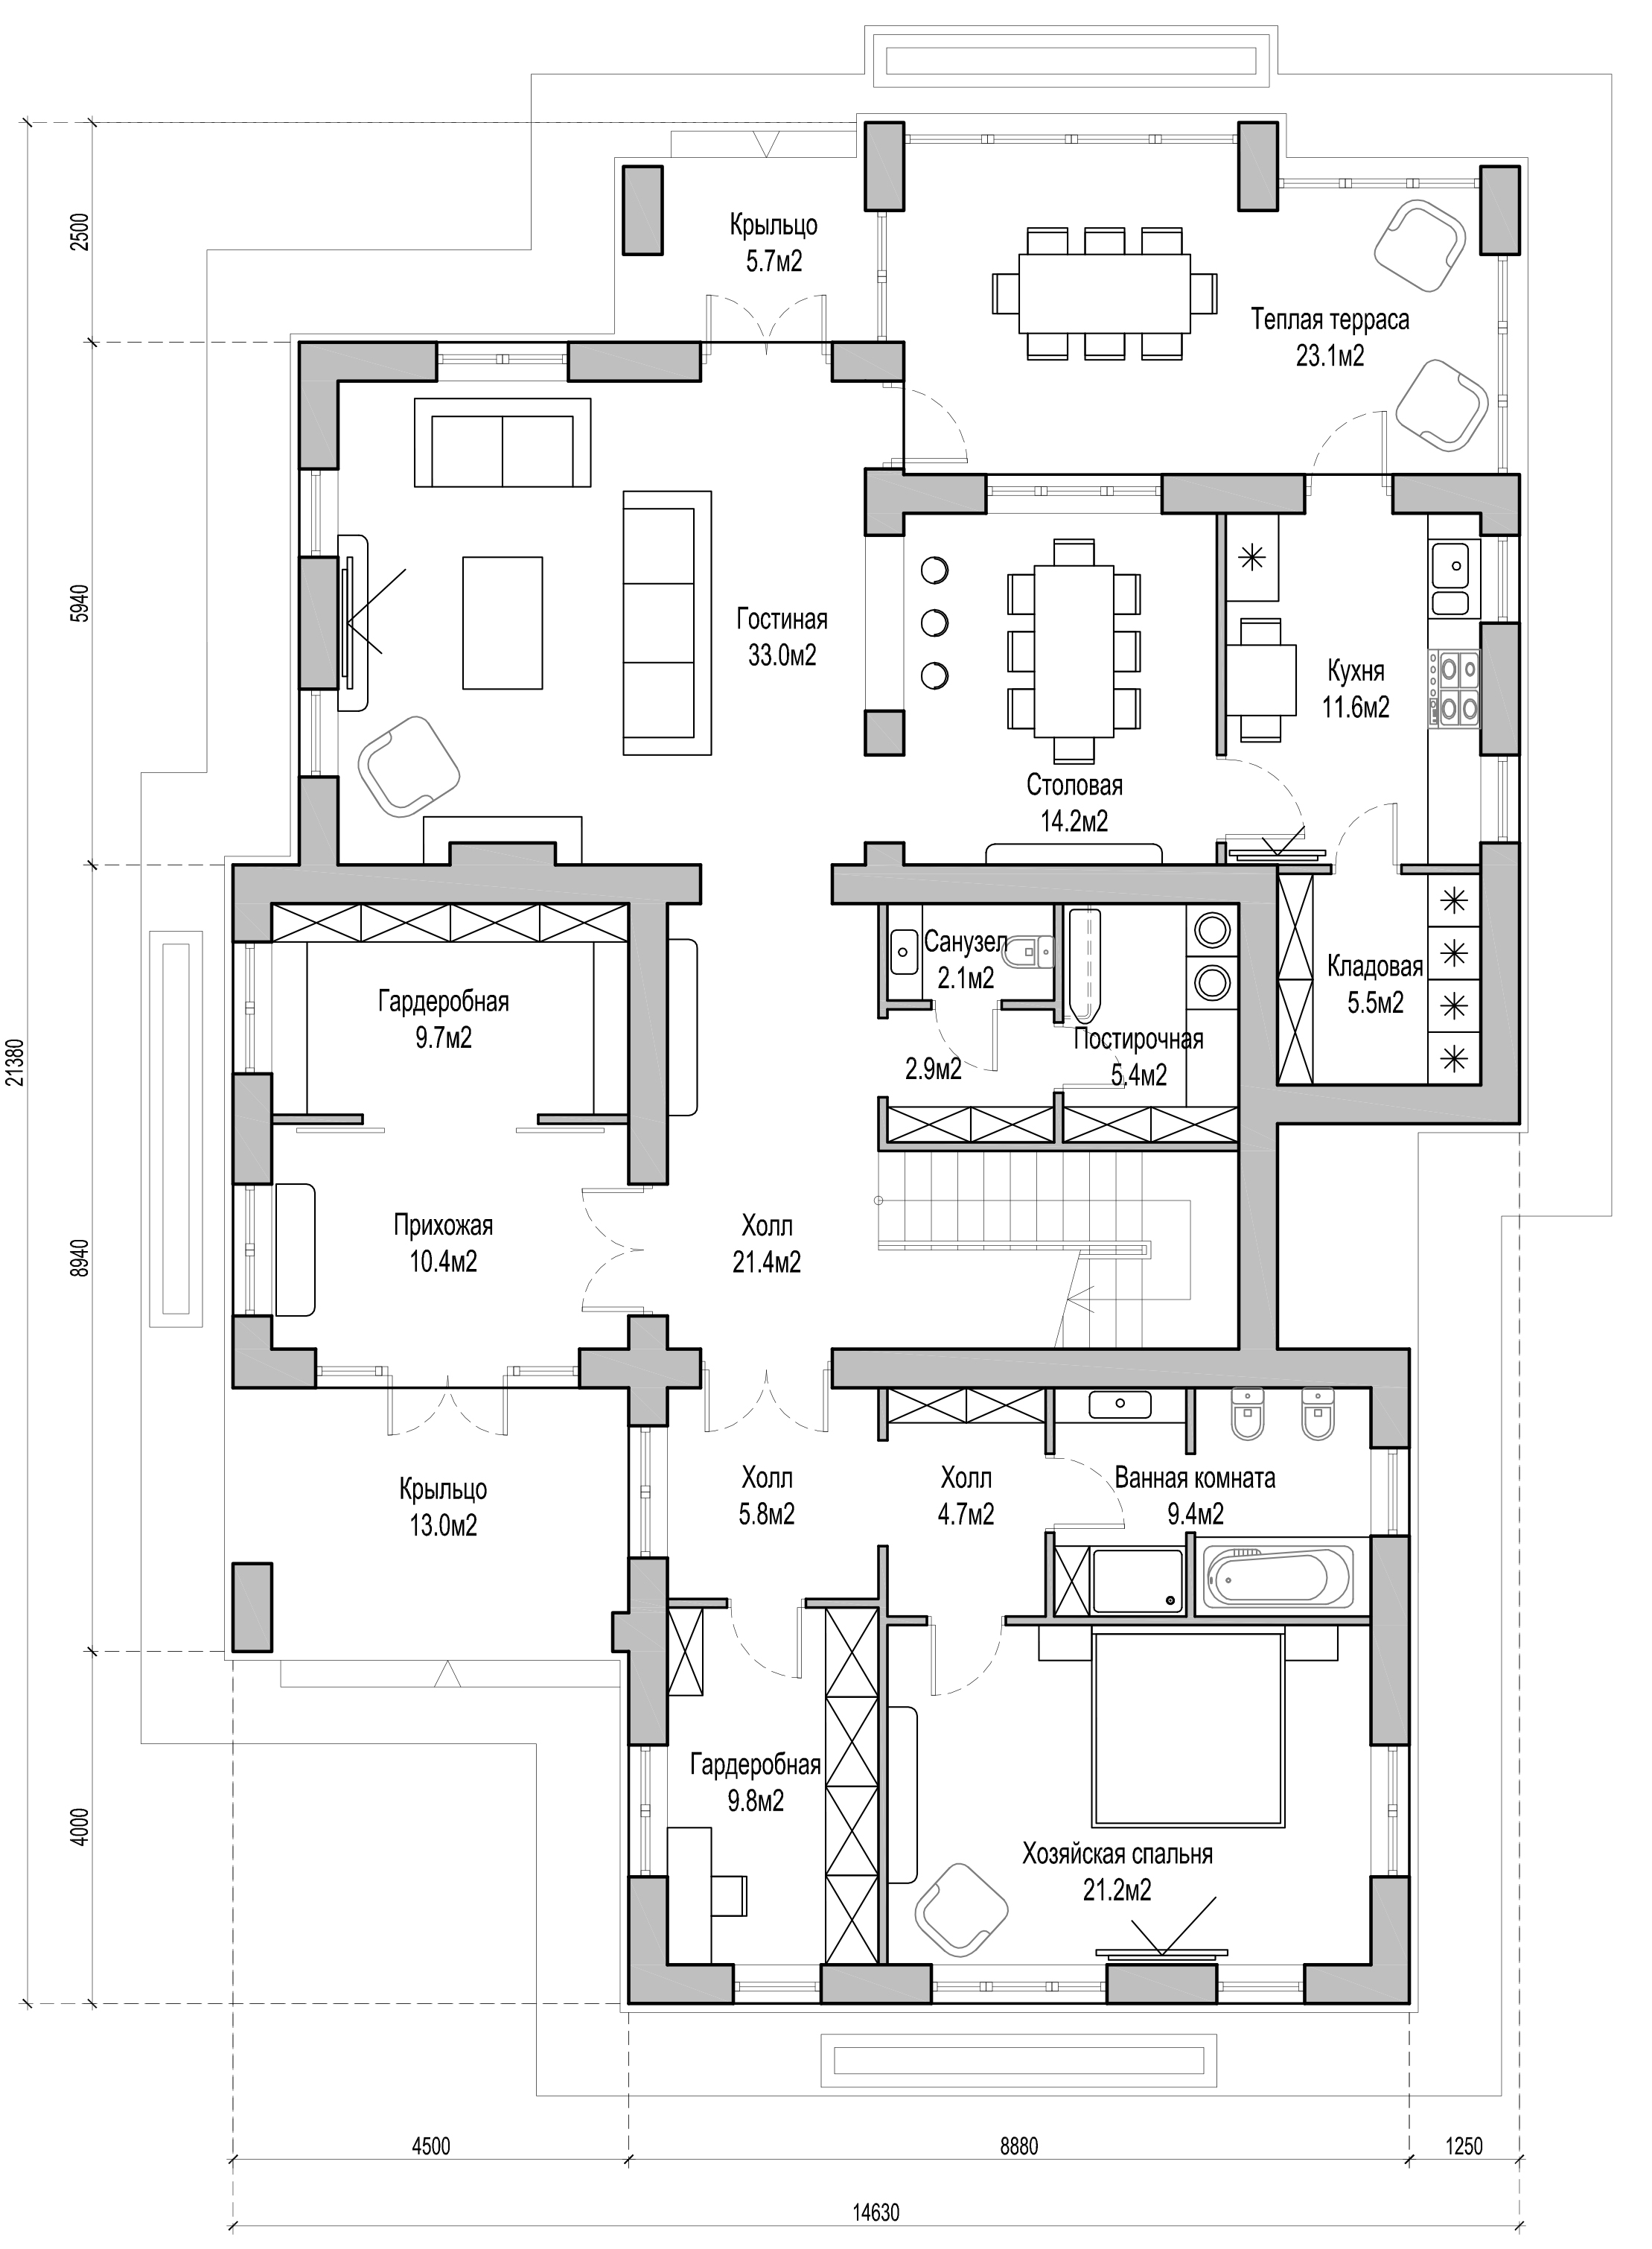 2500
Крыльцо
5.7м2
Теплая терраса
23.1м2
5940
Гостиная
33.0м2
Кухня
11.6м2
Столовая
14.2м2
21380
8940
Гардеробная
9.7м2
Санузел
2.1м2
2.9м2
Постирочная
5.4м2
Кладовая
5.5м2
Прихожая
10.4м2
Холл
21.4м2
Крыльцо
13.0м2
Холл
5.8м2
Холл
4.7м2
Ванная комната
9.4м2
4000
Гардеробная
9.8м2
Хозяйская спальня
21.2м2
4500
8880
1250
14630